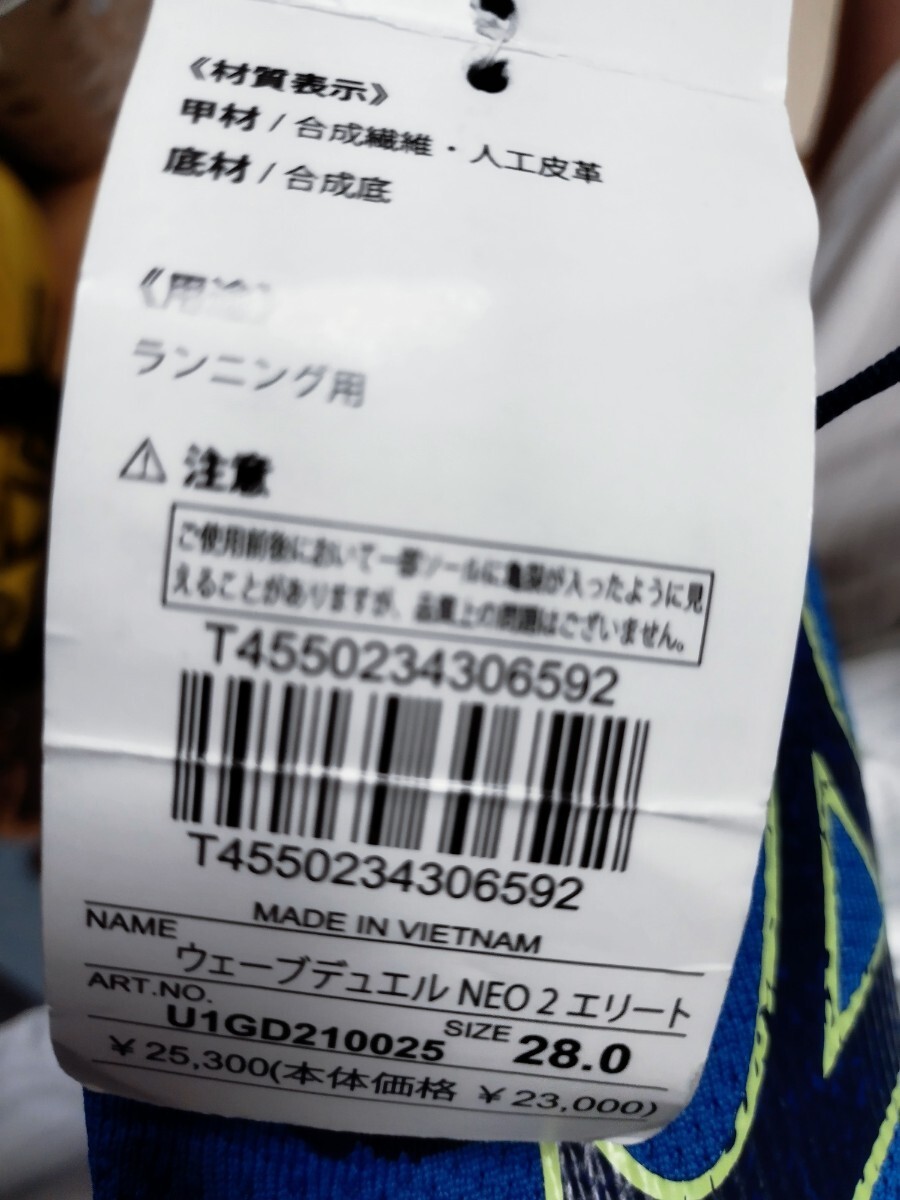 《材質表示》
甲材 / 合成繊維・人工皮革
底材 / 合成底
《用途》
ランニング用
⚠ 注意
ご使用前後において一部ソールに亀裂が入ったように見
えることがありますが、品質上の問題はございません。
T4550234306592
T4550234306592
MADE IN VIETNAM
NAME ウェーブデュエル NEO 2 エリート
ART.NO. U1GD210025 SIZE 28.0
¥25,300(本体価格 ¥23,000)